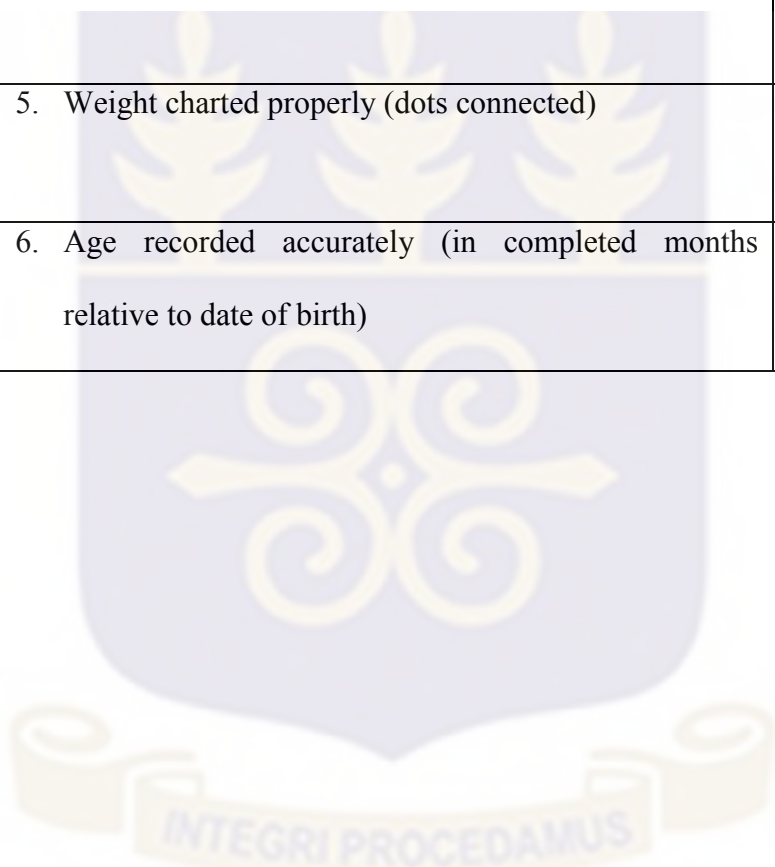 5. Weight charted properly (dots connected)
6. Age recorded accurately (in completed months
relative to date of birth)
INTEGRI PROCEDAMUS